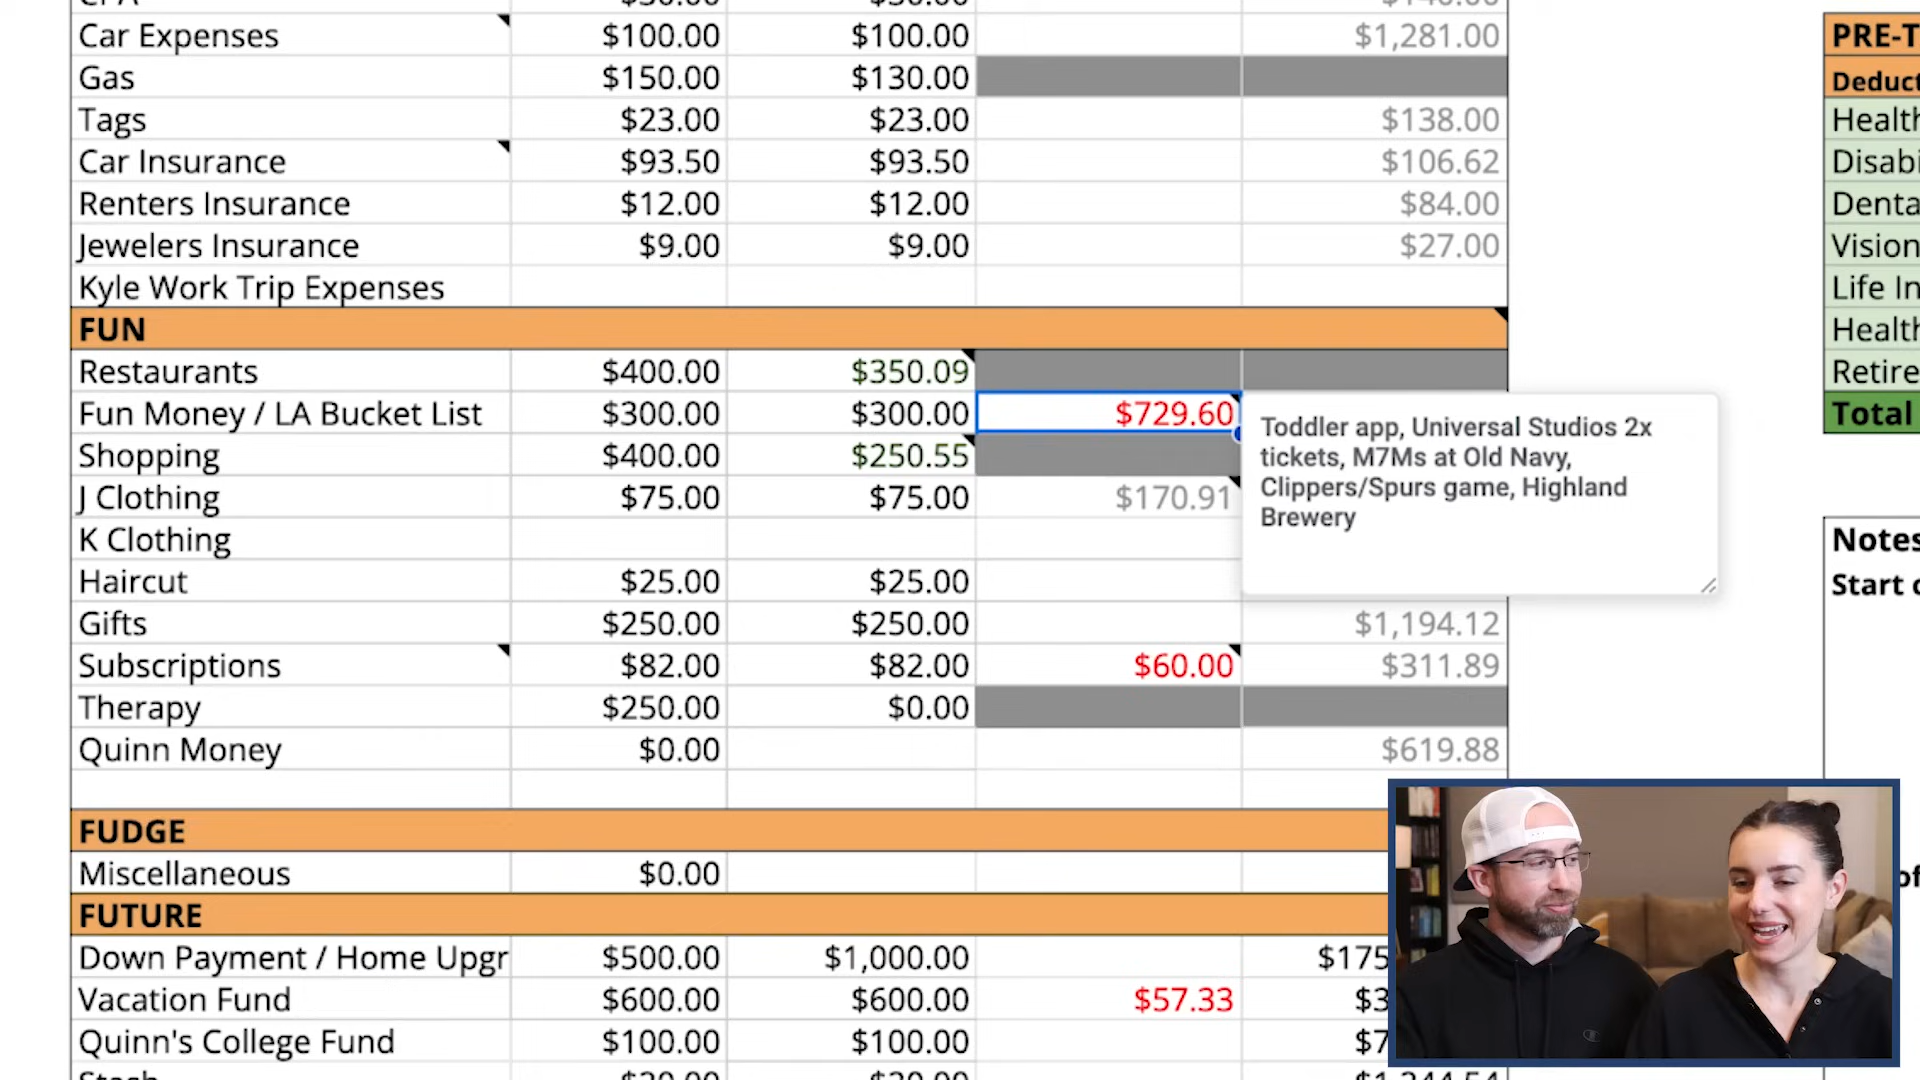 Car Expenses $100.00 $100.00 $1,281.00
Gas $150.00 $130.00
Tags $23.00 $23.00 $138.00
Car Insurance $93.50 $93.50 $106.62
Renters Insurance $12.00 $12.00 $84.00
Jewelers Insurance $9.00 $9.00 $27.00
Kyle Work Trip Expenses
FUN
Restaurants $400.00 $350.09
Fun Money / LA Bucket List $300.00 $300.00 $729.60
Shopping $400.00 $250.55
J Clothing $75.00 $75.00 $170.91
K Clothing
Haircut $25.00 $25.00
Gifts $250.00 $250.00 $1,194.12
Subscriptions $82.00 $82.00 $60.00 $311.89
Therapy $250.00 $0.00
Quinn Money $0.00 $619.88
FUDGE
Miscellaneous $0.00
FUTURE
Down Payment / Home Upgr $500.00 $1,000.00 $175
Vacation Fund $600.00 $600.00 $57.33 $3
Quinn's College Fund $100.00 $100.00 $7
Toddler app, Universal Studios 2x
tickets, M7Ms at Old Navy,
Clippers/Spurs game, Highland
Brewery
PRE-T
Deduct
Health
Disabi
Denta
Vision
Life In
Health
Retire
Total
Notes
Start o
of